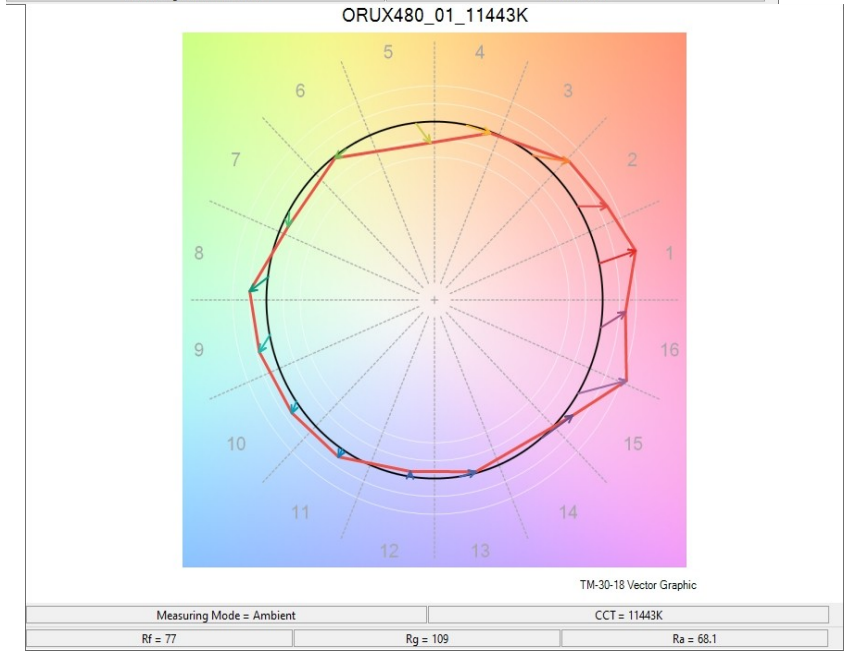 ORUX480_01_11443K
5 4
6 3
7 2
8 1
9 16
10 15
11 14
12 13
TM-30-18 Vector Graphic
Measuring Mode = Ambient CCT = 11443K
Rf = 77 Rg = 109 Ra = 68.1